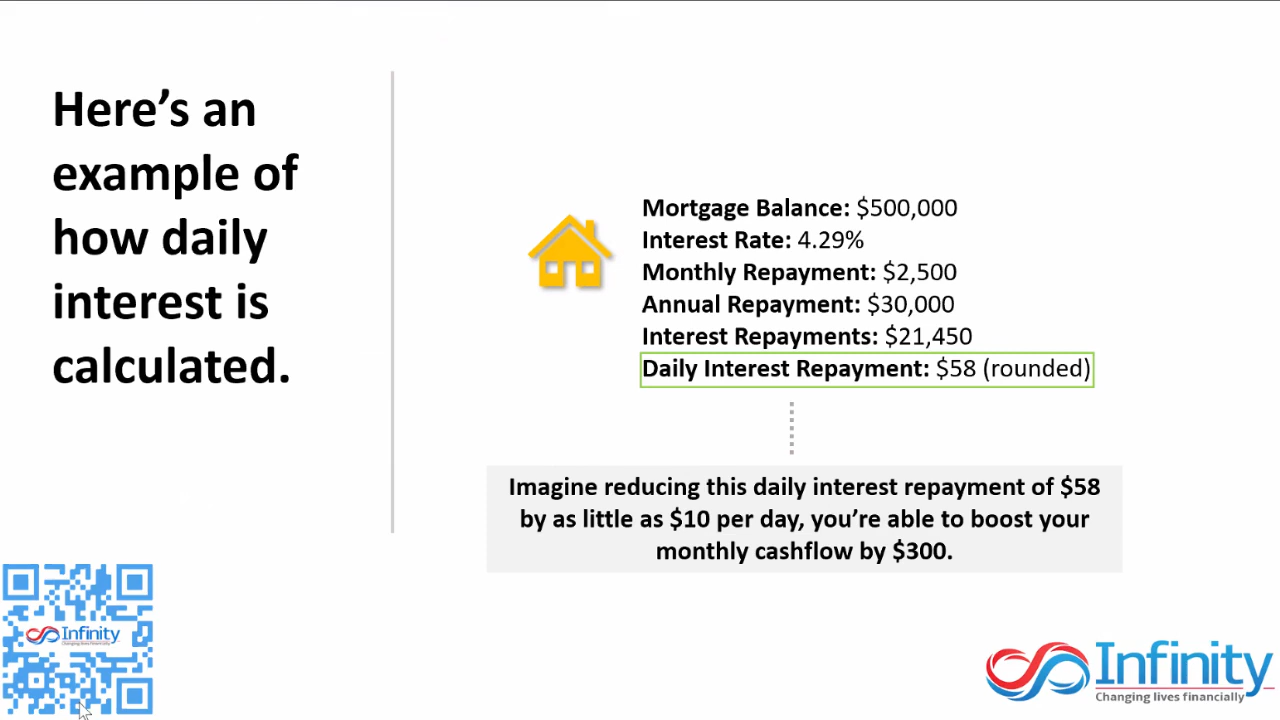 Here's an
example of
how daily
interest is
calculated.
Mortgage Balance: $500,000
Interest Rate: 4.29%
Monthly Repayment: $2,500
Annual Repayment: $30,000
Interest Repayments: $21,450
Daily Interest Repayment: $58 (rounded)
Imagine reducing this daily interest repayment of $58
by as little as $10 per day, you're able to boost your
monthly cashflow by $300.
Infinity
Changing lives financially
Infinity
Changing lives financially